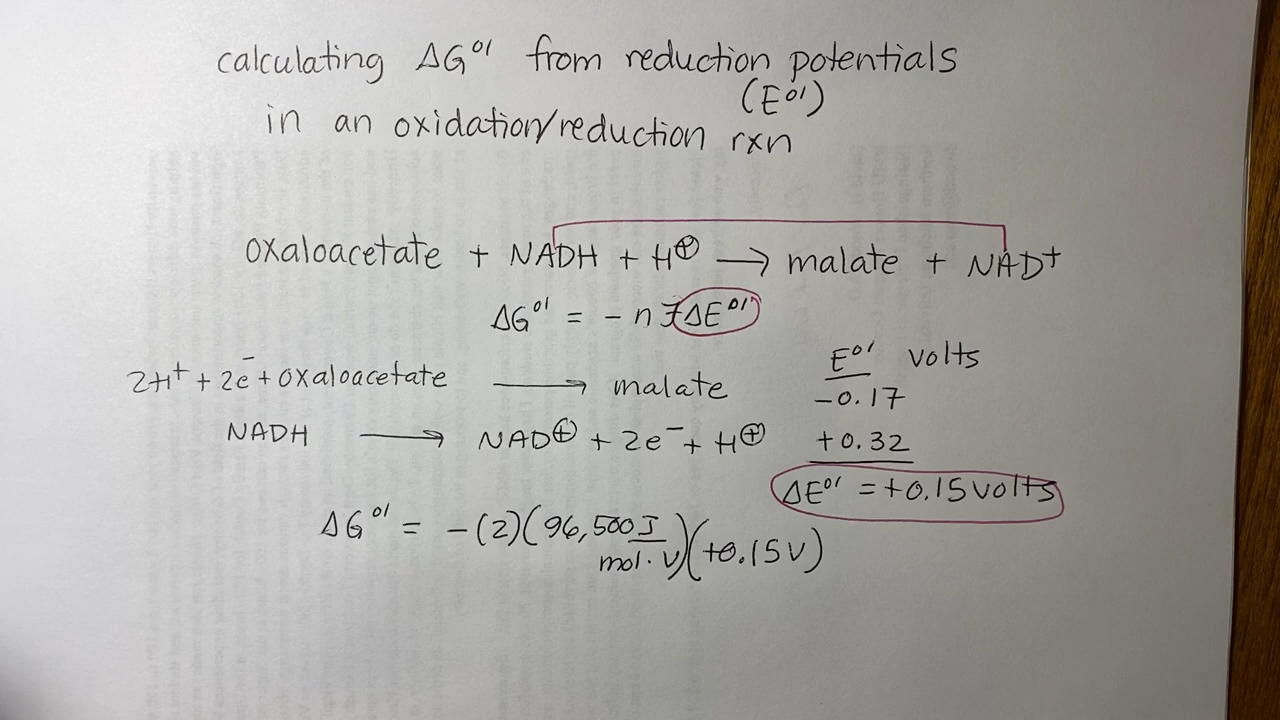 calculating ΔG°' from reduction potentials
(E°')
in an oxidation/reduction rxn
oxaloacetate + NADH + H⊕ → malate + NAD+
ΔG°' = - n F ΔE°'
E°' volts
2H+ + 2e- + oxaloacetate → malate -0.17
NADH → NAD⊕ + 2e- + H⊕ +0.32
ΔE°' = +0.15 volts
ΔG°' = -(2)(96,500 J/mol·V)(+0.15V)